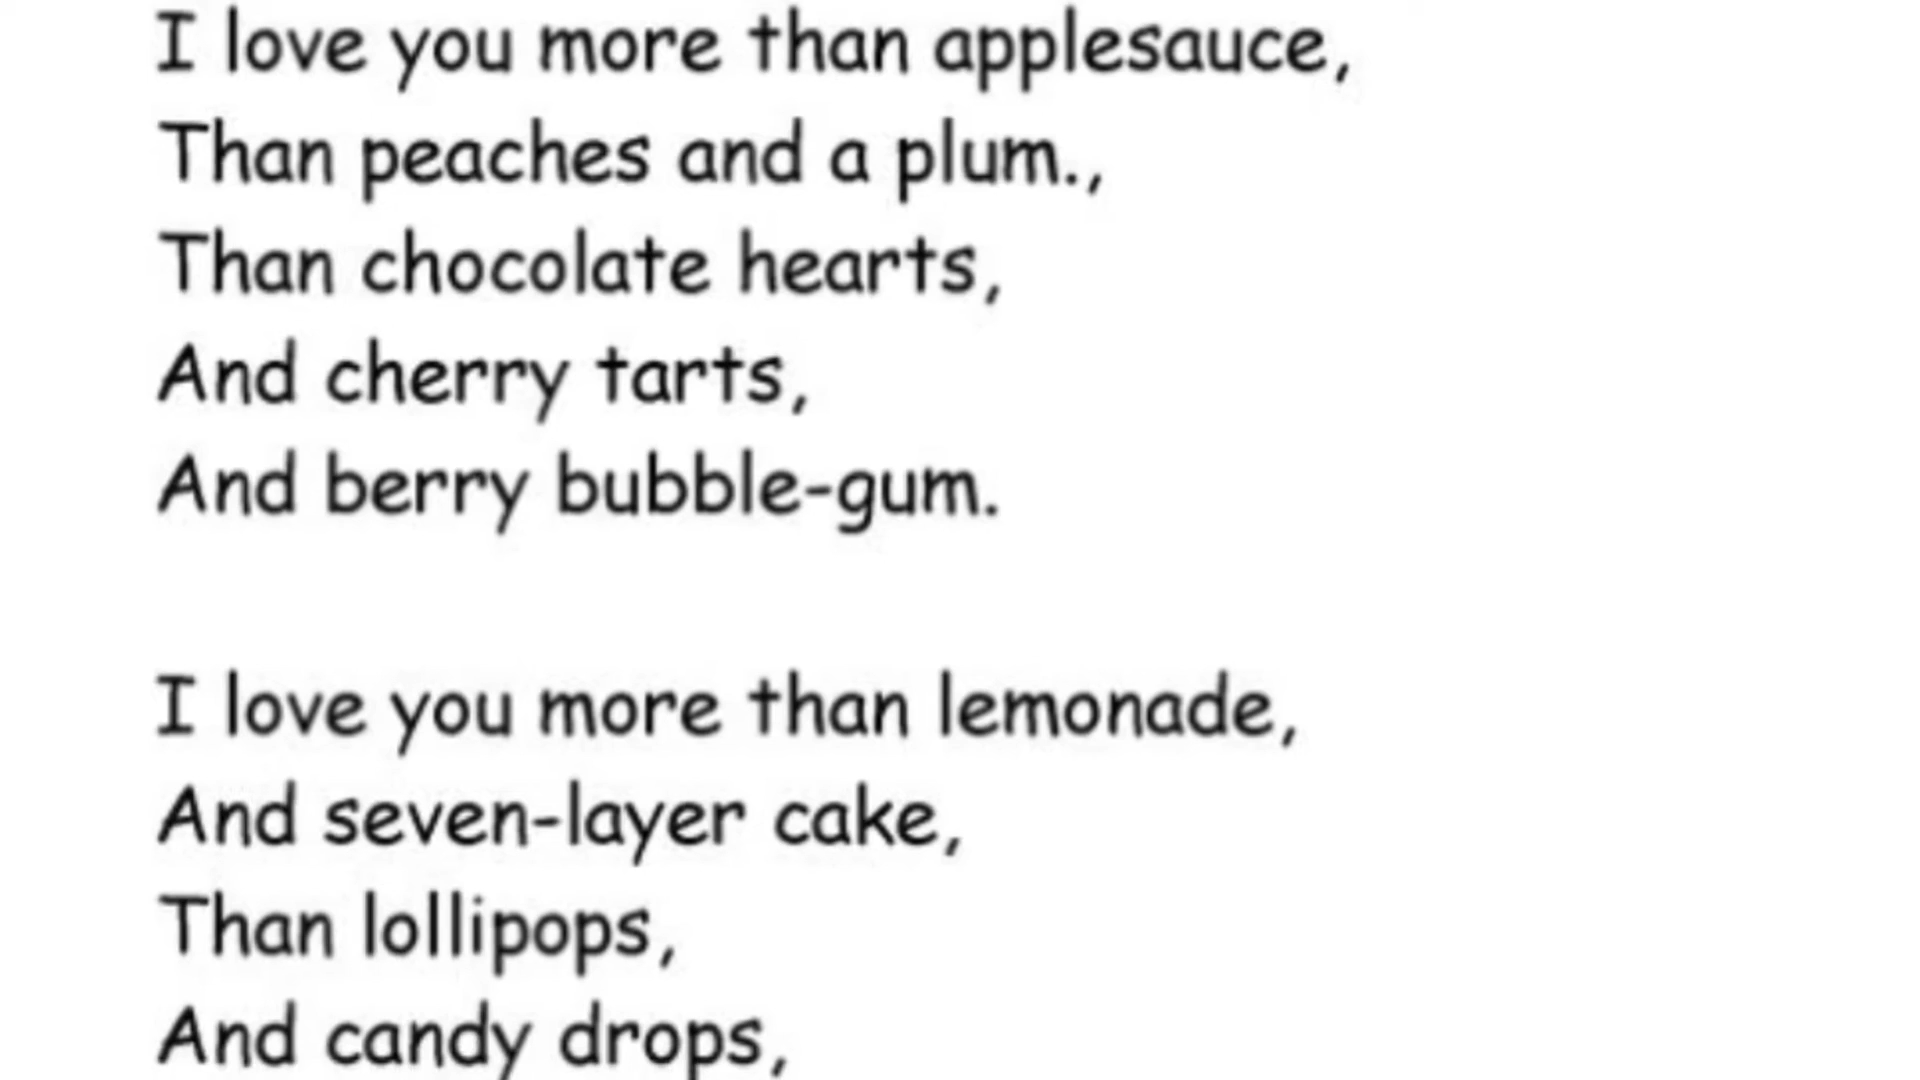 I love you more than applesauce,
Than peaches and a plum.,
Than chocolate hearts,
And cherry tarts,
And berry bubble-gum.
I love you more than lemonade,
And seven-layer cake,
Than lollipops,
And candy drops,